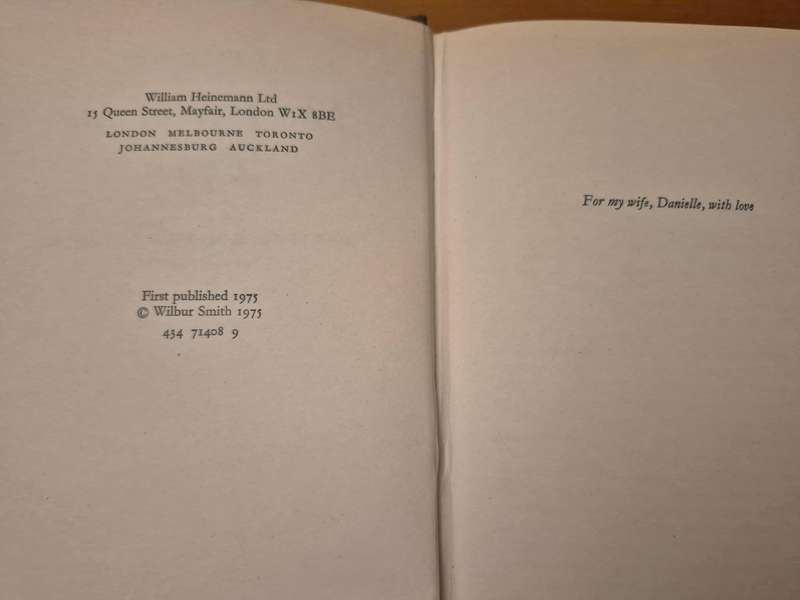 William Heinemann Ltd
15 Queen Street, Mayfair, London W1X 8BE
LONDON MELBOURNE TORONTO
JOHANNESBURG AUCKLAND
First published 1975
© Wilbur Smith 1975
434 71408 9
For my wife, Danielle, with love